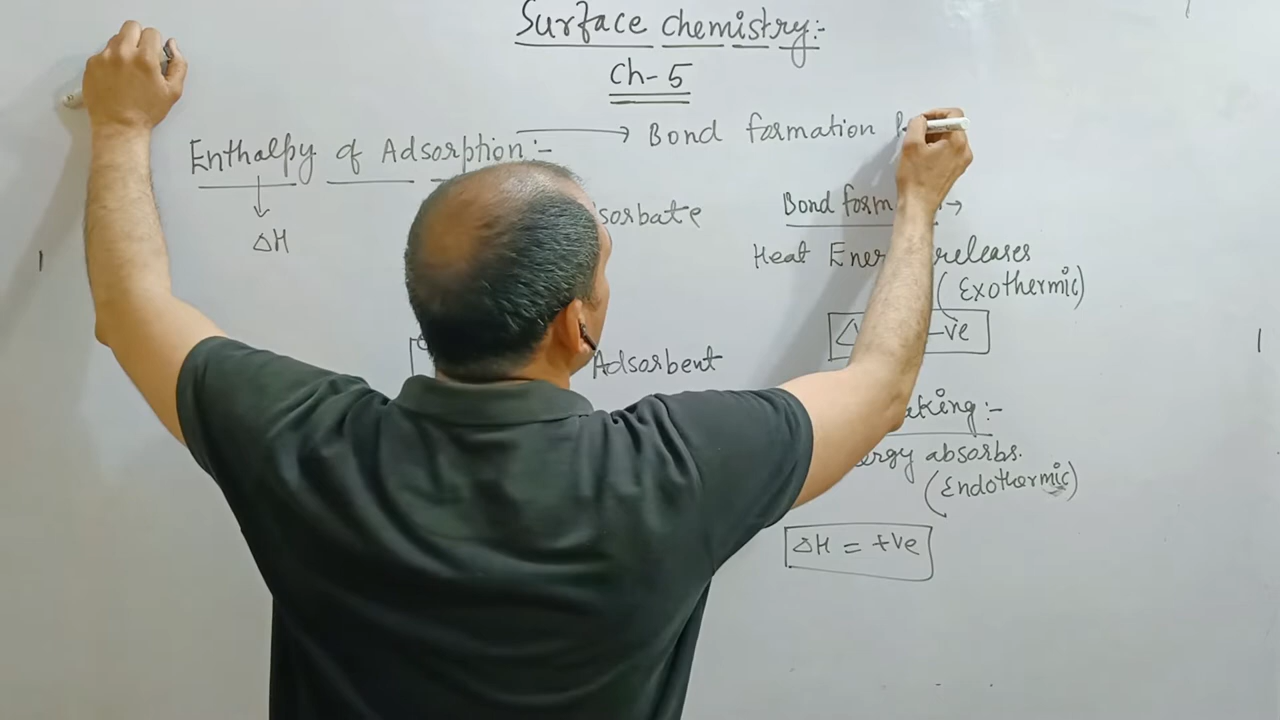 Surface chemistry:-
Ch-5
Enthalpy of Adsorption:- → Bond formation
ΔH
sorbate
Bond form →
Heat Ener releases
(Exothermic)
Δ -ve
Adsorbent
aking:-
ergy absorbs.
(Endothermic)
ΔH = +ve